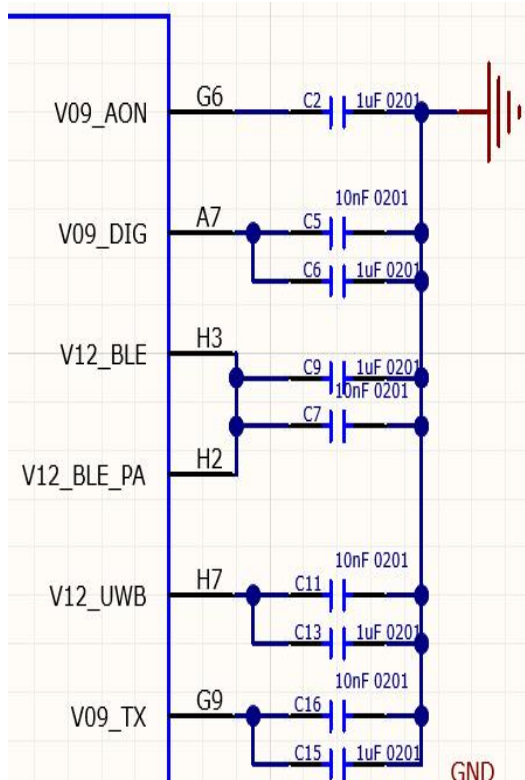 V09_AON G6 C2 1uF 0201
10nF 0201
V09_DIG A7 C5
C6 1uF 0201
V12_BLE H3
C9 1uF 0201
10nF 0201
C7
V12_BLE_PA H2
10nF 0201
V12_UWB H7 C11
C13 1uF 0201
10nF 0201
V09_TX G9 C16
C15 1uF 0201
GND